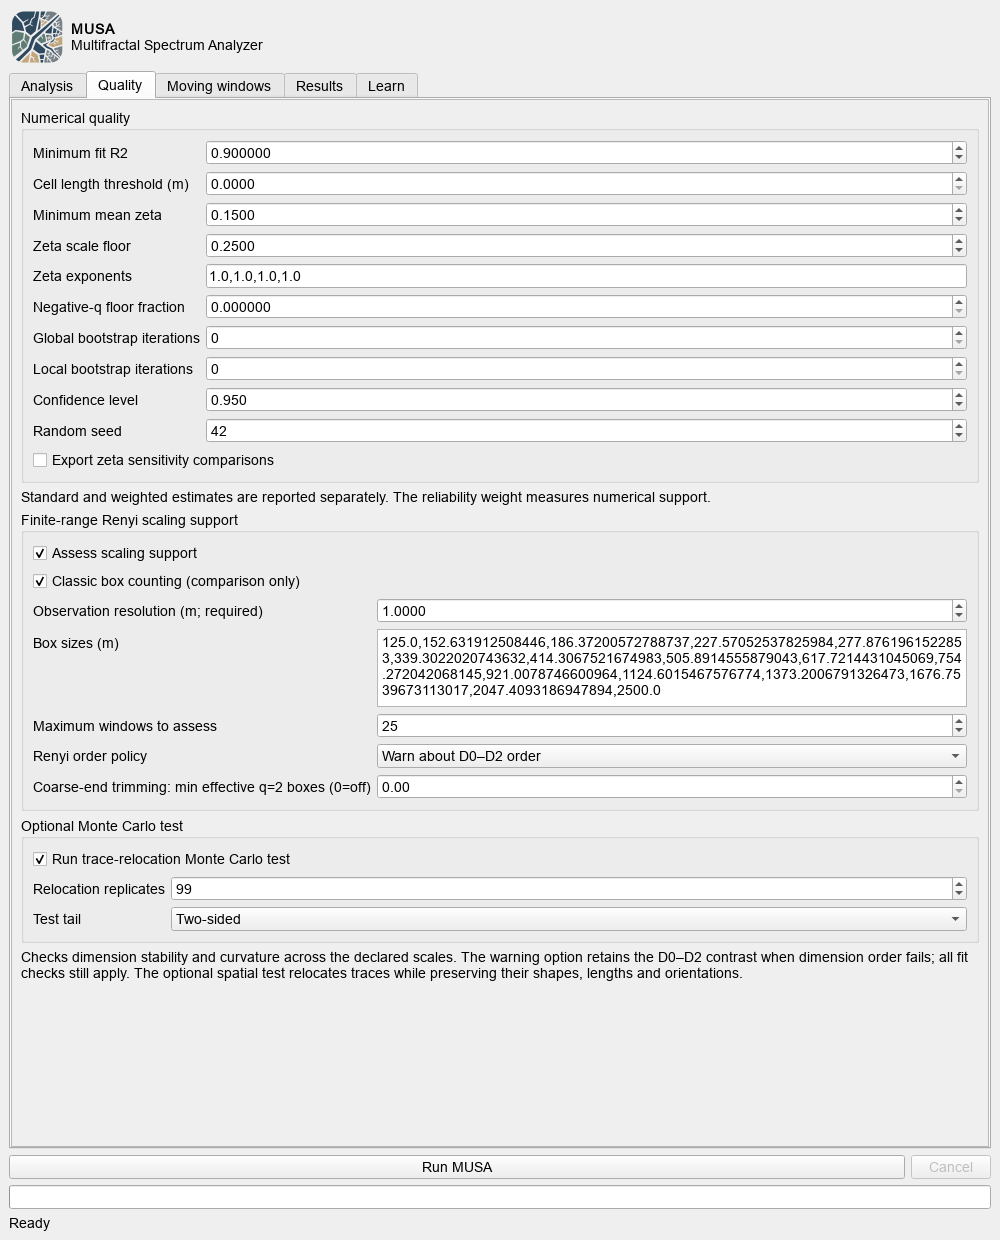 MUSA
Multifractal Spectrum Analyzer
Analysis Quality Moving windows Results Learn
Numerical quality
Minimum fit R2 0.900000
Cell length threshold (m) 0.0000
Minimum mean zeta 0.1500
Zeta scale floor 0.2500
Zeta exponents 1.0,1.0,1.0,1.0
Negative-q floor fraction 0.000000
Global bootstrap iterations 0
Local bootstrap iterations 0
Confidence level 0.950
Random seed 42
Export zeta sensitivity comparisons
Standard and weighted estimates are reported separately. The reliability weight measures numerical support.
Finite-range Renyi scaling support
Assess scaling support
Classic box counting (comparison only)
Observation resolution (m; required) 1.0000
Box sizes (m) 125.0,152.631912508446,186.37200572788737,227.57052537825984,277.876196152285
3,339.3022020743632,414.3067521674983,505.8914555879043,617.7214431045069,754
.272042068145,921.0078746600964,1124.6015467576774,1373.2006791326473,1676.75
39673113017,2047.4093186947894,2500.0
Maximum windows to assess 25
Renyi order policy Warn about D0–D2 order
Coarse-end trimming: min effective q=2 boxes (0=off) 0.00
Optional Monte Carlo test
Run trace-relocation Monte Carlo test
Relocation replicates 99
Test tail Two-sided
Checks dimension stability and curvature across the declared scales. The warning option retains the D0–D2 contrast when dimension order fails; all fit
checks still apply. The optional spatial test relocates traces while preserving their shapes, lengths and orientations.
Run MUSA Cancel
Ready